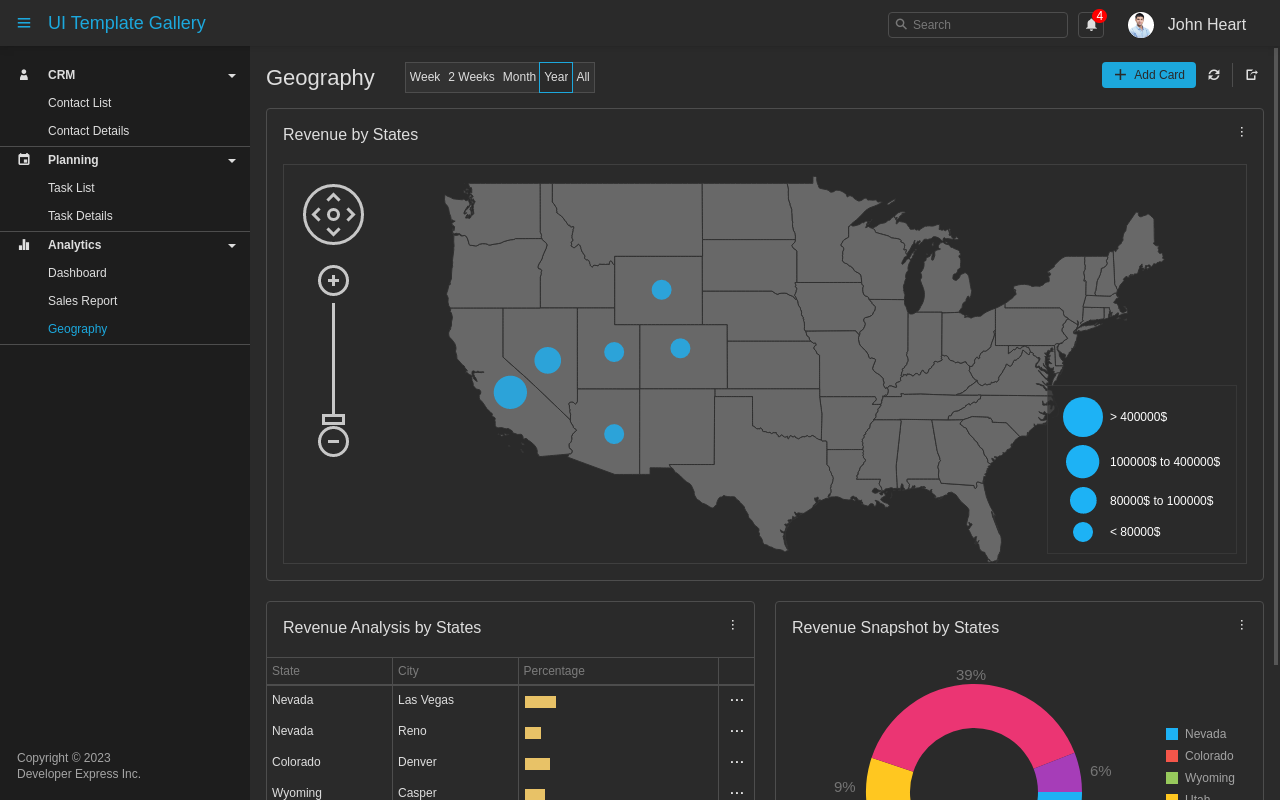 UI Template Gallery
Search
4
John Heart
CRM
Contact List
Contact Details
Planning
Task List
Task Details
Analytics
Dashboard
Sales Report
Geography
Copyright © 2023
Developer Express Inc.
Geography
Week 2 Weeks Month Year All
Add Card
Revenue by States
> 400000$
100000$ to 400000$
80000$ to 100000$
< 80000$
Revenue Analysis by States
State City Percentage
Nevada Las Vegas
Nevada Reno
Colorado Denver
Wyoming Casper
Revenue Snapshot by States
39%
6%
9%
Nevada
Colorado
Wyoming
Utah